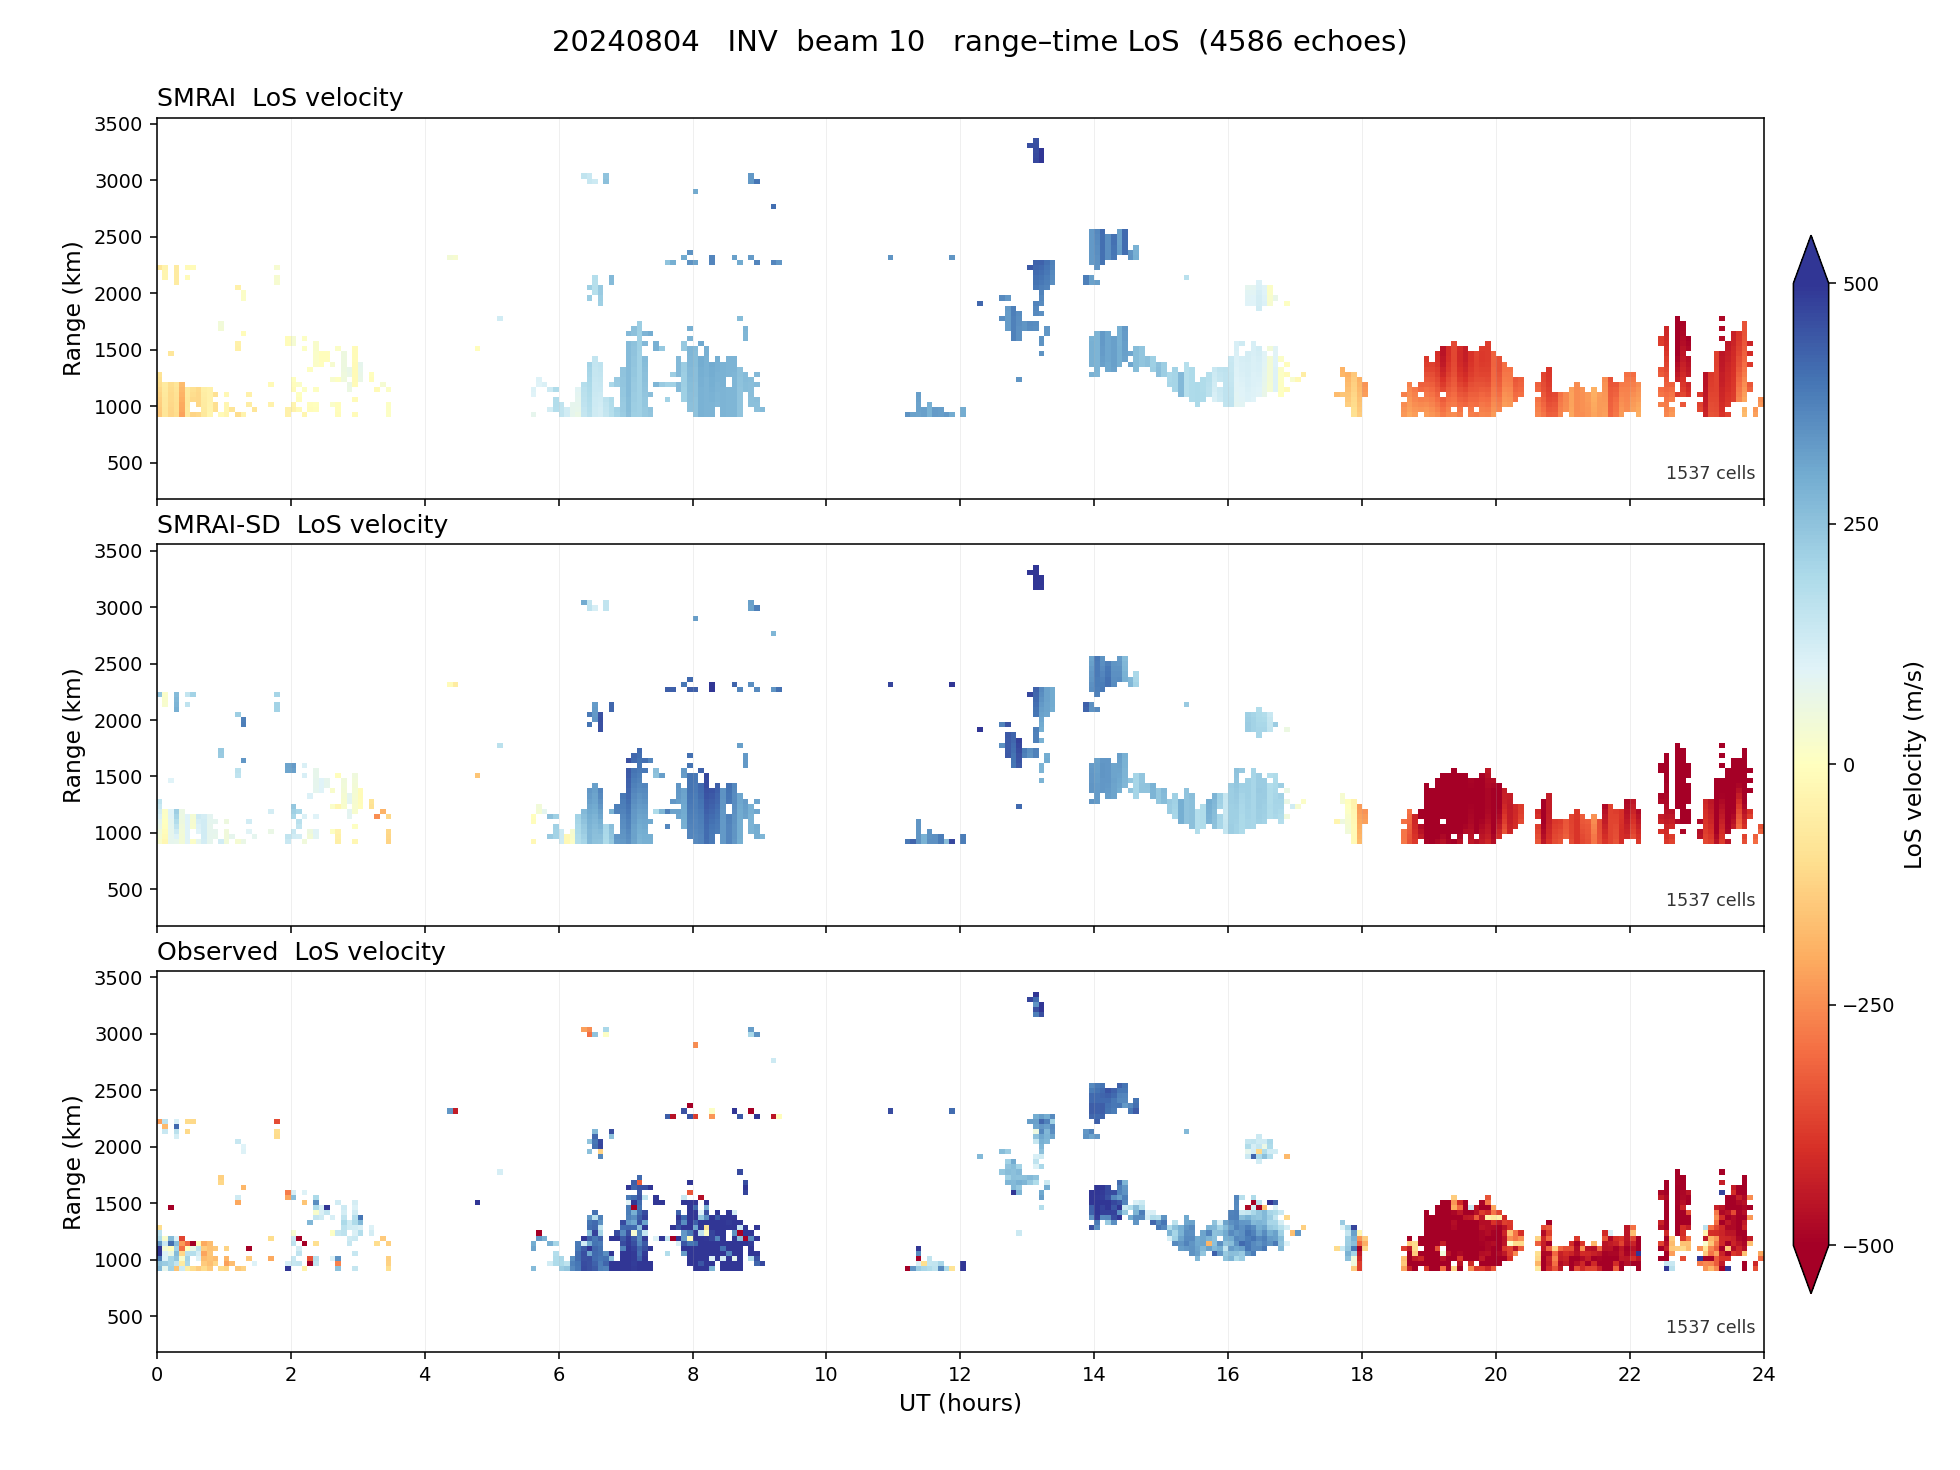 20240804   INV  beam 10   range–time LoS  (4586 echoes)
SMRAI  LoS velocity
3500
3000
2500
2000
1500
1000
500
Range (km)
1537 cells
SMRAI-SD  LoS velocity
3500
3000
2500
2000
1500
1000
500
Range (km)
1537 cells
Observed  LoS velocity
3500
3000
2500
2000
1500
1000
500
Range (km)
1537 cells
0 2 4 6 8 10 12 14 16 18 20 22 24
UT (hours)
500
250
0
−250
−500
LoS velocity (m/s)